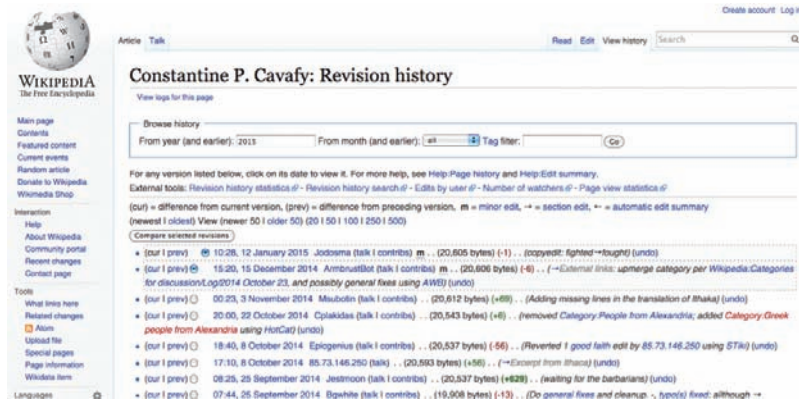 Create account Log in
Article Talk Read Edit View history Search
WIKIPEDIA
The Free Encyclopedia
Constantine P. Cavafy: Revision history
View logs for this page
Main page
Contents
Featured content
Current events
Random article
Donate to Wikipedia
Wikimedia Shop
Interaction
Help
About Wikipedia
Community portal
Recent changes
Contact page
Tools
What links here
Related changes
Atom
Upload file
Special pages
Page information
Wikidata item
Languages
Browse history
From year (and earlier): 2015 From month (and earlier): all Tag filter: Go
For any version listed below, click on its date to view it. For more help, see Help:Page history and Help:Edit summary.
External tools: Revision history statistics - Revision history search - Edits by user - Number of watchers - Page view statistics
(cur) = difference from current version, (prev) = difference from preceding version, m = minor edit, → = section edit, ← = automatic edit summary
(newest | oldest) View (newer 50 | older 50) (20 | 50 | 100 | 250 | 500)
Compare selected revisions
(cur | prev) 10:28, 12 January 2015 Jodosma (talk | contribs) m . . (20,605 bytes) (-1) . . (copyedit: fighted→fought) (undo)
(cur | prev) 15:20, 15 December 2014 ArmbrustBot (talk | contribs) m . . (20,606 bytes) (-6) . . (→External links: upmerge category per Wikipedia:Categories
for discussion/Log/2014 October 23, and possibly general fixes using AWB) (undo)
(cur | prev) 00:23, 3 November 2014 Msubotin (talk | contribs) . . (20,612 bytes) (+69) . . (Adding missing lines in the translation of Ithaka) (undo)
(cur | prev) 20:00, 22 October 2014 Cplakidas (talk | contribs) . . (20,543 bytes) (+6) . . (removed Category:People from Alexandria; added Category:Greek
people from Alexandria using HotCat) (undo)
(cur | prev) 18:40, 8 October 2014 Epicgenius (talk | contribs) . . (20,537 bytes) (-56) . . (Reverted 1 good faith edit by 85.73.146.250 using STiki) (undo)
(cur | prev) 17:10, 8 October 2014 85.73.146.250 (talk) . . (20,593 bytes) (+56) . . (→Excerpt from Ithaca) (undo)
(cur | prev) 08:25, 25 September 2014 Jestmoon (talk | contribs) . . (20,537 bytes) (+629) . . (waiting for the barbarians) (undo)
(cur | prev) 07:44, 25 September 2014 Bgwhite (talk | contribs) . . (19,908 bytes) (-13) . . (Do general fixes and cleanup. -, typo(s) fixed: allthough →